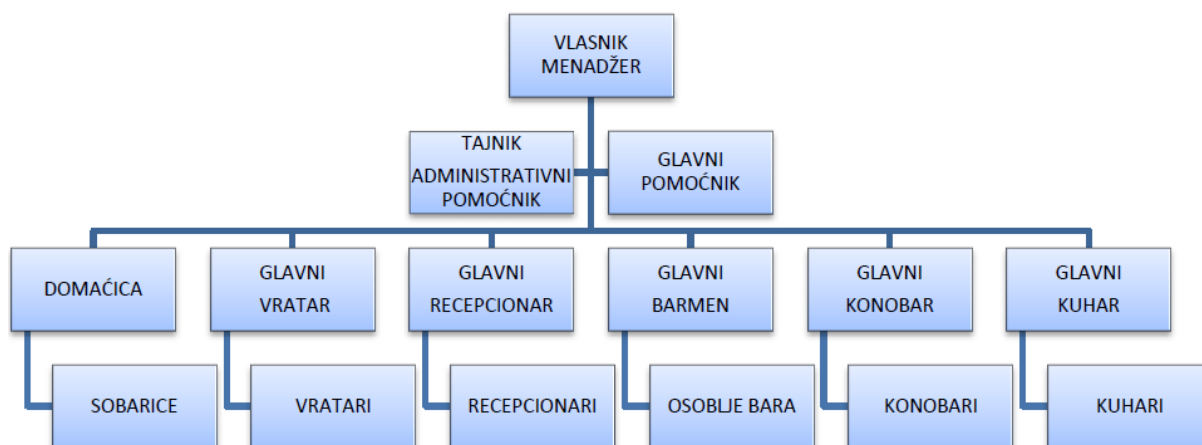 VLASNIK
MENADŽER
TAJNIK
ADMINISTRATIVNI
POMOĆNIK
GLAVNI
POMOĆNIK
DOMAĆICA
GLAVNI
VRATAR
GLAVNI
RECEPCIONAR
GLAVNI
BARMEN
GLAVNI
KONOBAR
GLAVNI
KUHAR
SOBARICE
VRATARI
RECEPCIONARI
OSOBLJE BARA
KONOBARI
KUHARI